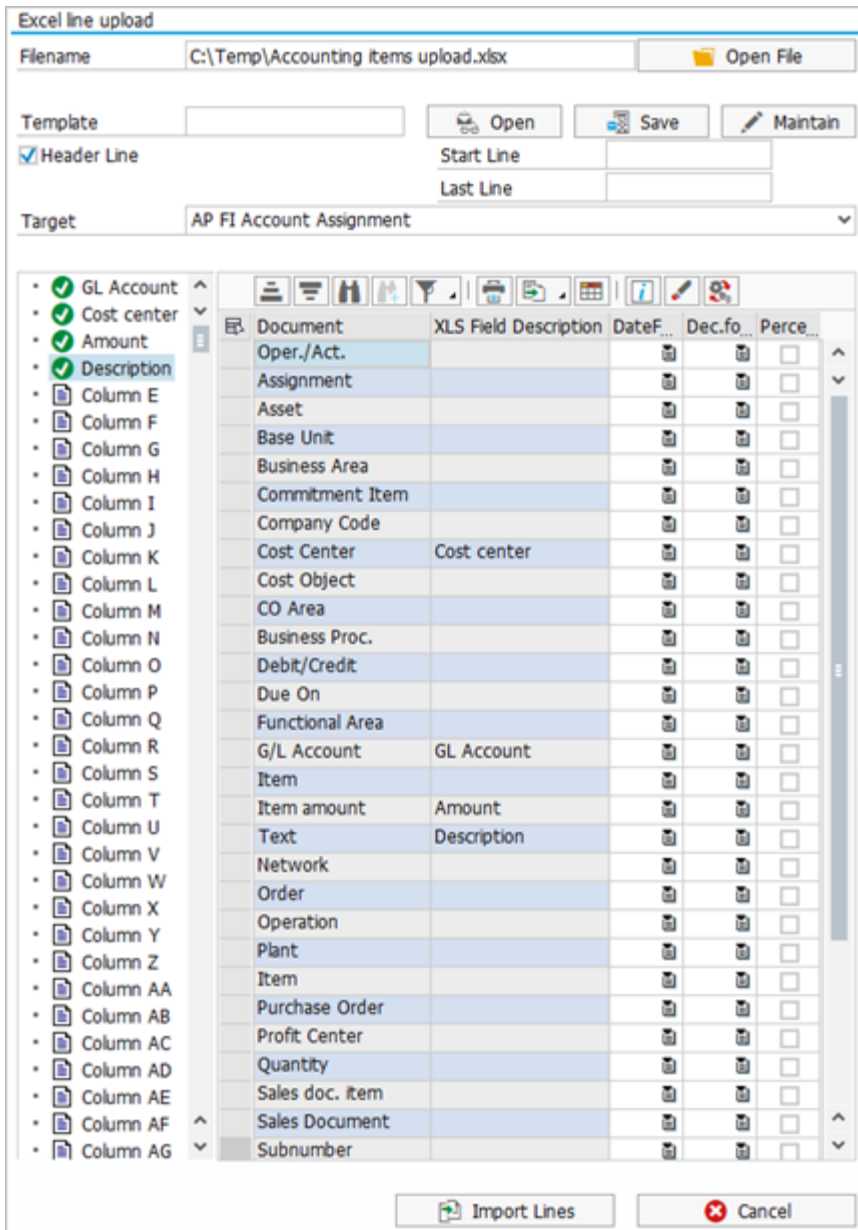 Excel line upload
Filename C:\Temp\Accounting items upload.xlsx Open File
Template Open Save Maintain
Header Line Start Line
Last Line
Target AP FI Account Assignment
GL Account
Cost center
Amount
Description
Column E
Column F
Column G
Column H
Column I
Column J
Column K
Column L
Column M
Column N
Column O
Column P
Column Q
Column R
Column S
Column T
Column U
Column V
Column W
Column X
Column Y
Column Z
Column AA
Column AB
Column AC
Column AD
Column AE
Column AF
Column AG
Document XLS Field Description DateF... Dec.fo... Perce...
Oper./Act.
Assignment
Asset
Base Unit
Business Area
Commitment Item
Company Code
Cost Center Cost center
Cost Object
CO Area
Business Proc.
Debit/Credit
Due On
Functional Area
G/L Account GL Account
Item
Item amount Amount
Text Description
Network
Order
Operation
Plant
Item
Purchase Order
Profit Center
Quantity
Sales doc. item
Sales Document
Subnumber
Import Lines Cancel